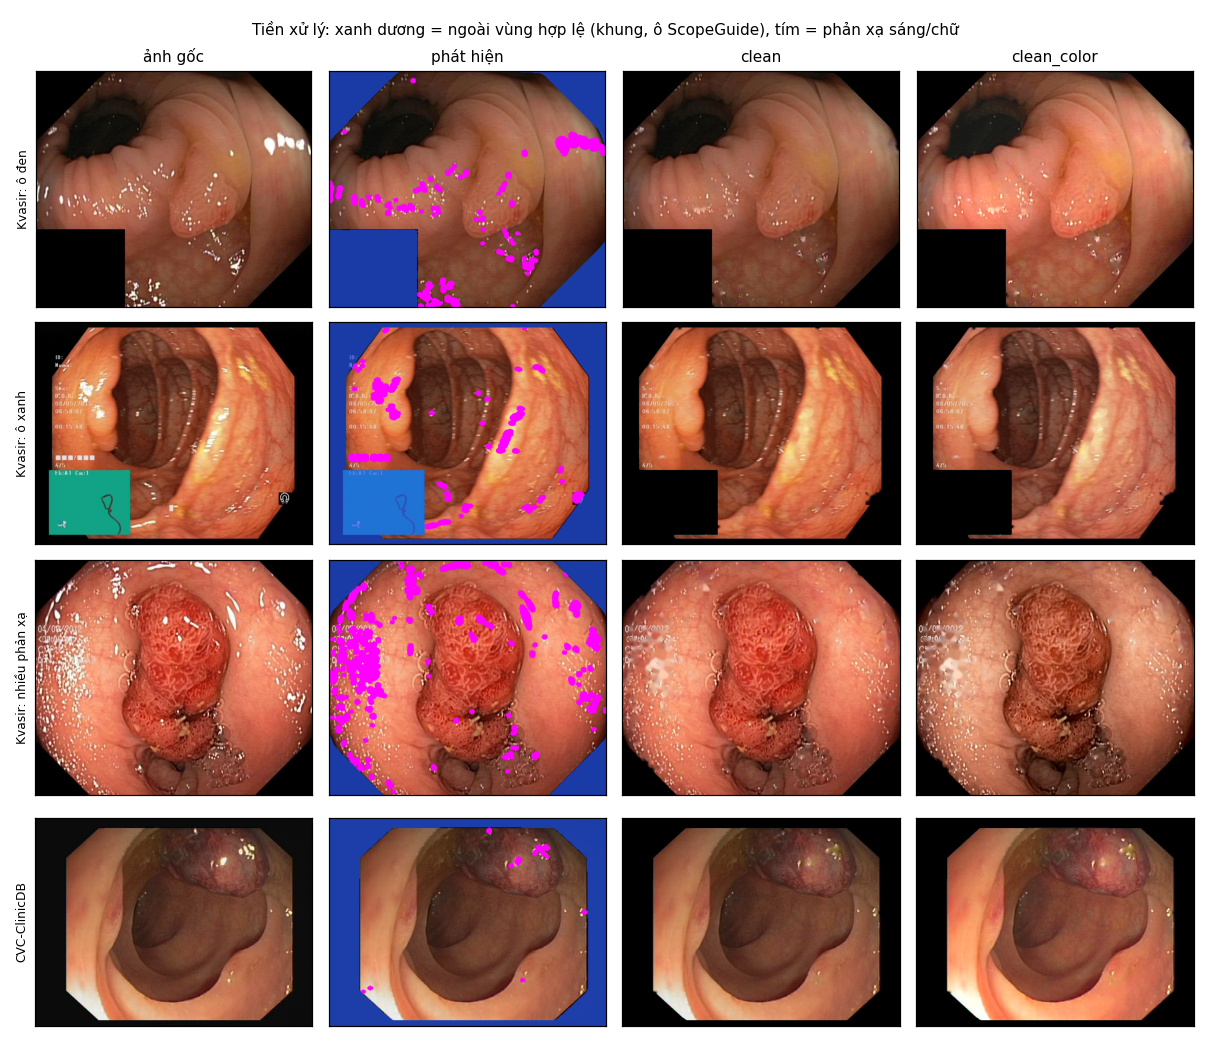 Tiền xử lý: xanh dương = ngoài vùng hợp lệ (khung, ô ScopeGuide), tím = phản xạ sáng/chữ
ảnh gốc
phát hiện
clean
clean_color
Kvasir: ô đen
Kvasir: ô xanh
Kvasir: nhiều phản xạ
CVC-ClinicDB